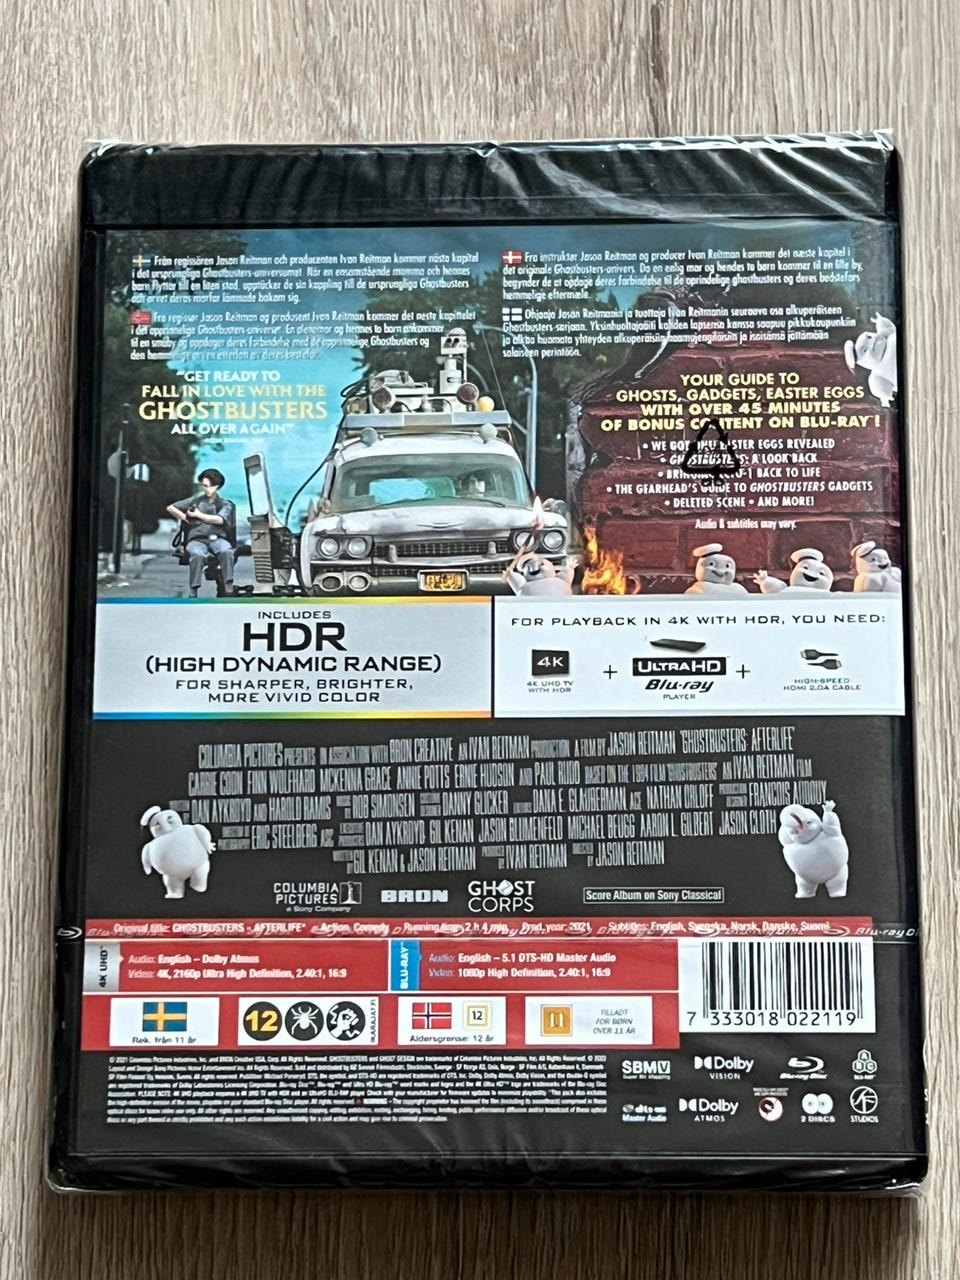 Från regissören Jason Reitman och producenten Ivan Reitman kommer nästa kapitel
i det ursprungliga Ghostbusters-universumet. När en ensamstående mamma och hennes
barn flyttar till en liten stad, upptäcker de sin koppling till de ursprungliga Ghostbusters
och arvet deras morfar lämnade bakom sig.
Fra regissør Jason Reitman og produsent Ivan Reitman kommer det neste kapittelet
i det opprinnelige Ghostbusters-universet. En alenemor og hennes to barn ankommer
til en småby og oppdager deres forbindelse med de opprinnelige Ghostbusters og
den hemmelige arven etterlatt av deres bestefar.
Fra instruktør Jason Reitman og producer Ivan Reitman kommer det næste kapitel i
det originale Ghostbusters-univers. Da en enlig mor og hendes to børn kommer til en lille by,
begynder de at opdage deres forbindelse til de oprindelige ghostbusters og deres bedstefars
hemmelige eftermæle.
Ohjaaja Jason Reitmania ja tuottaja Ivan Reitmanin seuraava osa alkuperäiseen
Ghostbusters-sarjaan. Yksinhuoltajaäiti kahden lapsensa kanssa saapuu pikkukaupunkiin
ja alkaa huomata yhteyden alkuperäisiin haamujengiläisiin ja isoisänsä jättämään
salaiseen perintöön.
"GET READY TO
FALL IN LOVE WITH THE
GHOSTBUSTERS
ALL OVER AGAIN"
YOUR GUIDE TO
GHOSTS, GADGETS, EASTER EGGS
WITH OVER 45 MINUTES
OF BONUS CONTENT ON BLU-RAY!
• WE GOT EASTER EGGS REVEALED
• GHOSTBUSTERS: A LOOK BACK
• BRINGING -1 BACK TO LIFE
• THE GEARHEAD'S GUIDE TO GHOSTBUSTERS GADGETS
• DELETED SCENE • AND MORE!
Audio & subtitles may vary.
INCLUDES
HDR
(HIGH DYNAMIC RANGE)
FOR SHARPER, BRIGHTER,
MORE VIVID COLOR
FOR PLAYBACK IN 4K WITH HDR, YOU NEED:
4K
4K UHD TV
WITH HDR
+
ULTRA HD
Blu-ray
PLAYER
+
HIGH-SPEED
HDMI 2.0A CABLE
COLUMBIA PICTURES PRESENTS IN ASSOCIATION WITH BRON CREATIVE AN IVAN REITMAN PRODUCTION A FILM BY JASON REITMAN "GHOSTBUSTERS: AFTERLIFE"
CARRIE COON FINN WOLFHARD MCKENNA GRACE ANNIE POTTS ERNIE HUDSON AND PAUL RUDD BASED ON THE 1984 FILM "GHOSTBUSTERS" AN IVAN REITMAN FILM
DAN AYKROYD AND HAROLD RAMIS ROB SIMONSEN DANNY GLICKER DANA E. GLAUBERMAN ACE NATHAN ORLOFF FRANÇOIS AUDOUY
ERIC STEELBERG ASC DAN AYKROYD GIL KENAN JASON BLUMENFELD MICHAEL BEUGG AARON L. GILBERT JASON CLOTH
GIL KENAN & JASON REITMAN IVAN REITMAN JASON REITMAN
COLUMBIA
PICTURES
a Sony Company
BRON
GHOST
CORPS
Score Album on Sony Classical
Original title: GHOSTBUSTERS - AFTERLIFE* Action, Comedy Running time: 2 h 4 min. Prod. year: 2021 Subtitles: English, Svenska, Norsk, Danske, Suomi
4K UHD
Audio: English – Dolby Atmos
Video: 4K, 2160p Ultra High Definition, 2.40:1, 16:9
BLU-RAY
Audio: English – 5.1 DTS-HD Master Audio
Video: 1080p High Definition, 2.40:1, 16:9
7 333018 022119
Rek. från 11 år
12
12
Aldersgrense: 12 år
11
TILLADT
FOR BØRN
OVER 11 ÅR
SBMV
Dolby
VISION
Blu-ray Disc
dts-HD
Master Audio
Dolby
ATMOS
2 DISCS
SF
STUDIOS